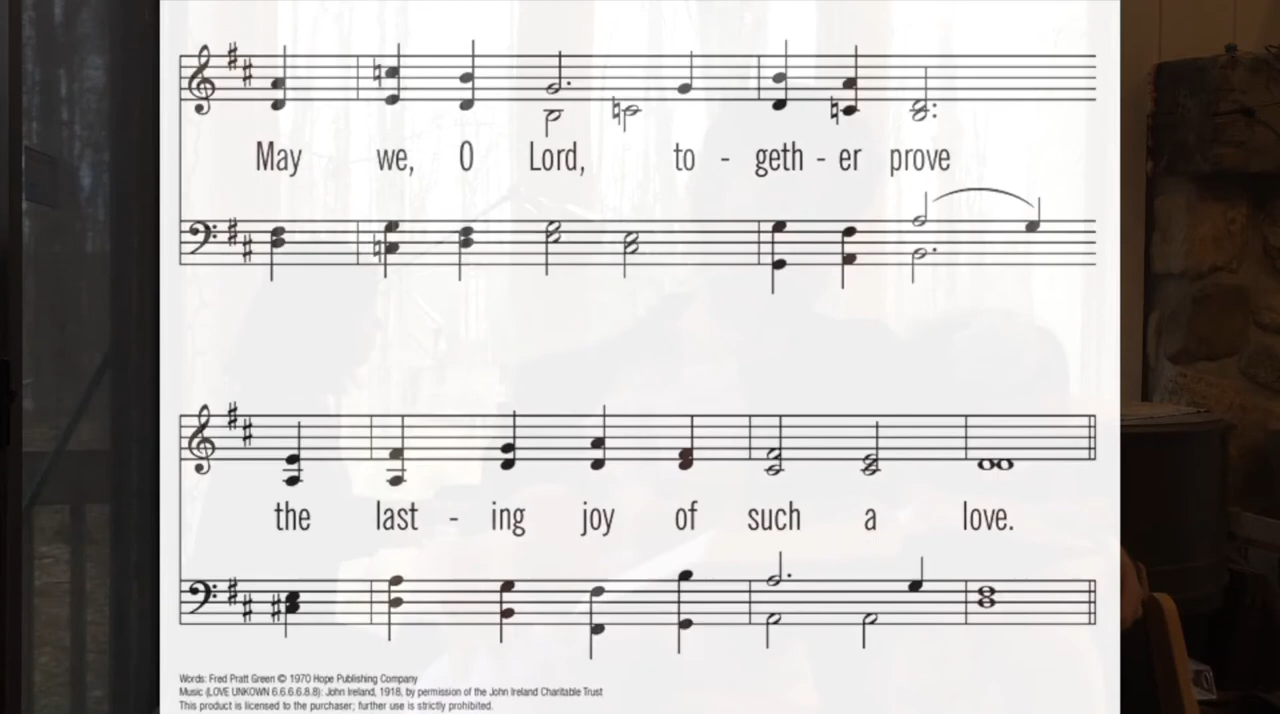 May we, O Lord, to - geth - er prove
the last - ing joy of such a love.
Words: Fred Pratt Green © 1970 Hope Publishing Company
Music (LOVE UNKOWN 6.6.6.6.8.8): John Ireland, 1918, by permission of the John Ireland Charitable Trust
This product is licensed to the purchaser; further use is strictly prohibited.